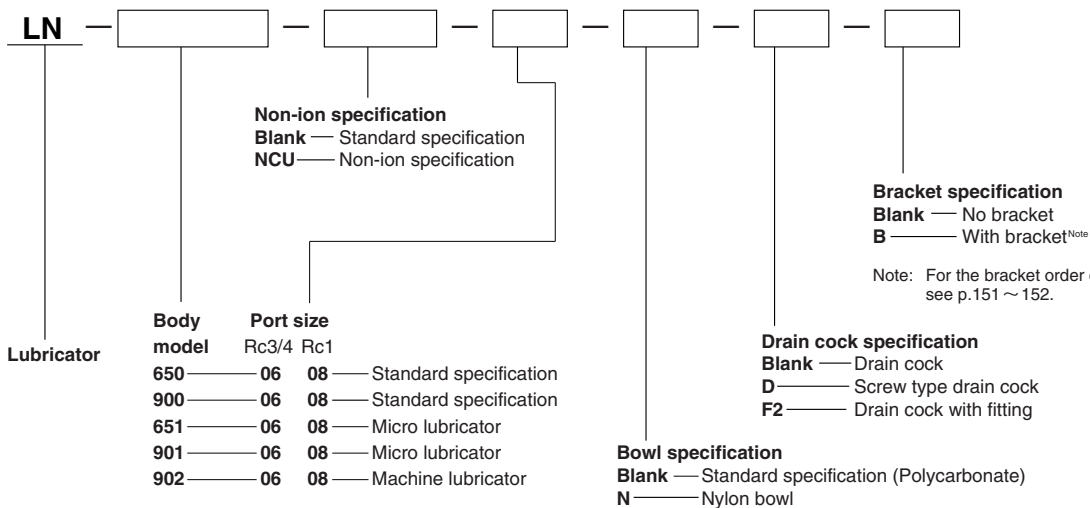 LN
Non-ion specification
Blank — Standard specification
NCU — Non-ion specification
Bracket specification
Blank — No bracket
B — With bracket Note
Note: For the bracket order
see p.151 ~ 152.
Lubricator
Body model Port size
Rc3/4 Rc1
650 — 06 08 — Standard specification
900 — 06 08 — Standard specification
651 — 06 08 — Micro lubricator
901 — 06 08 — Micro lubricator
902 — 06 08 — Machine lubricator
Drain cock specification
Blank — Drain cock
D — Screw type drain cock
F2 — Drain cock with fitting
Bowl specification
Blank — Standard specification (Polycarbonate)
N — Nylon bowl